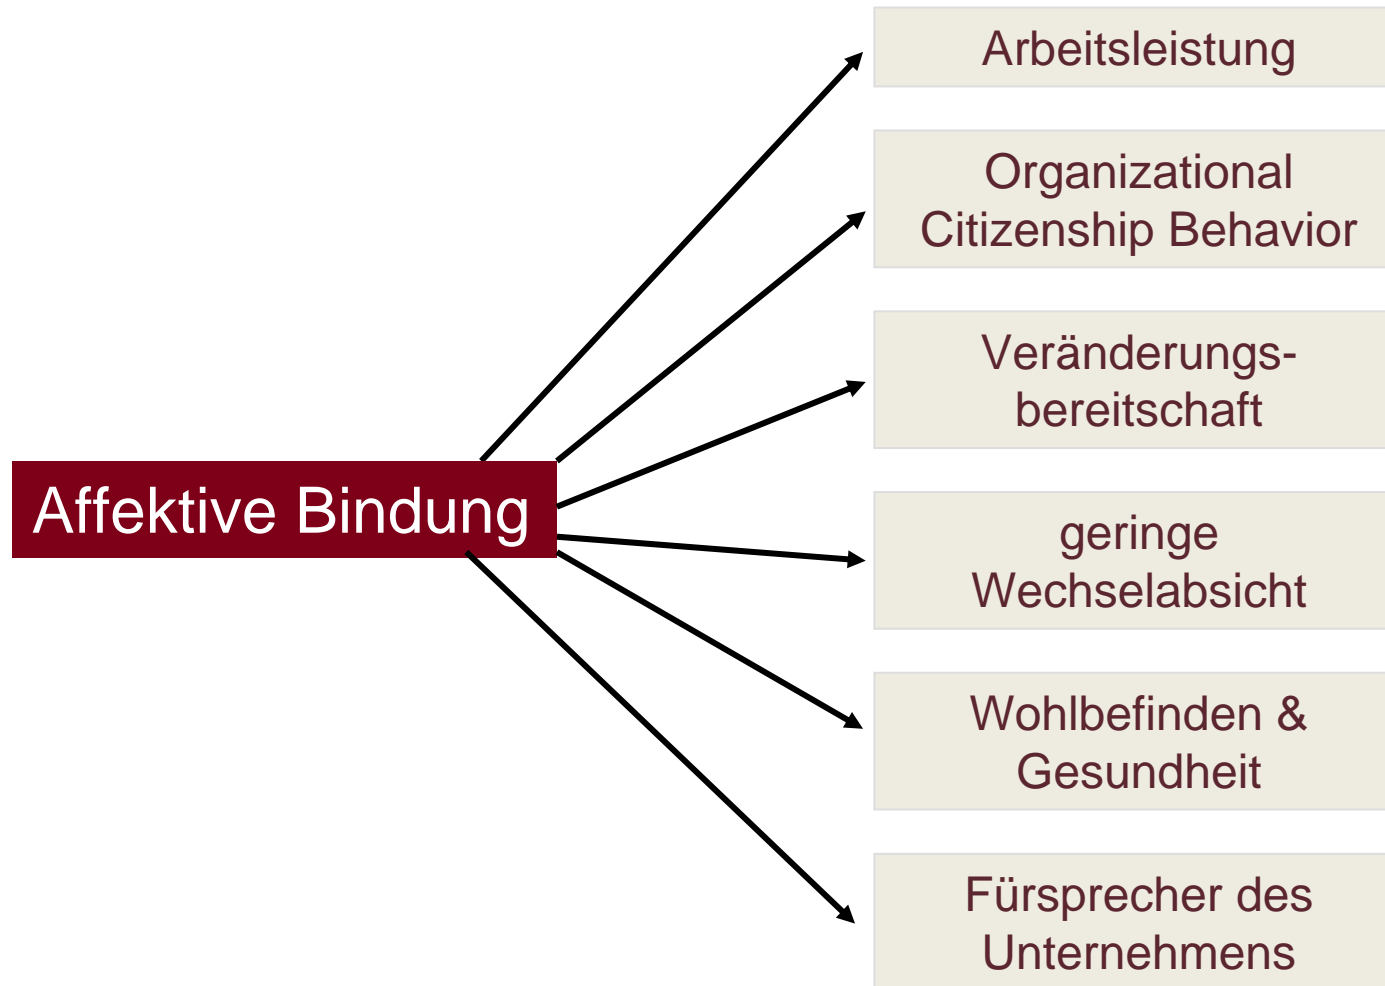 Arbeitsleistung
Organizational
Citizenship Behavior
Veränderungs-
bereitschaft
Affektive Bindung
geringe
Wechselabsicht
Wohlbefinden &
Gesundheit
Fürsprecher des
Unternehmens